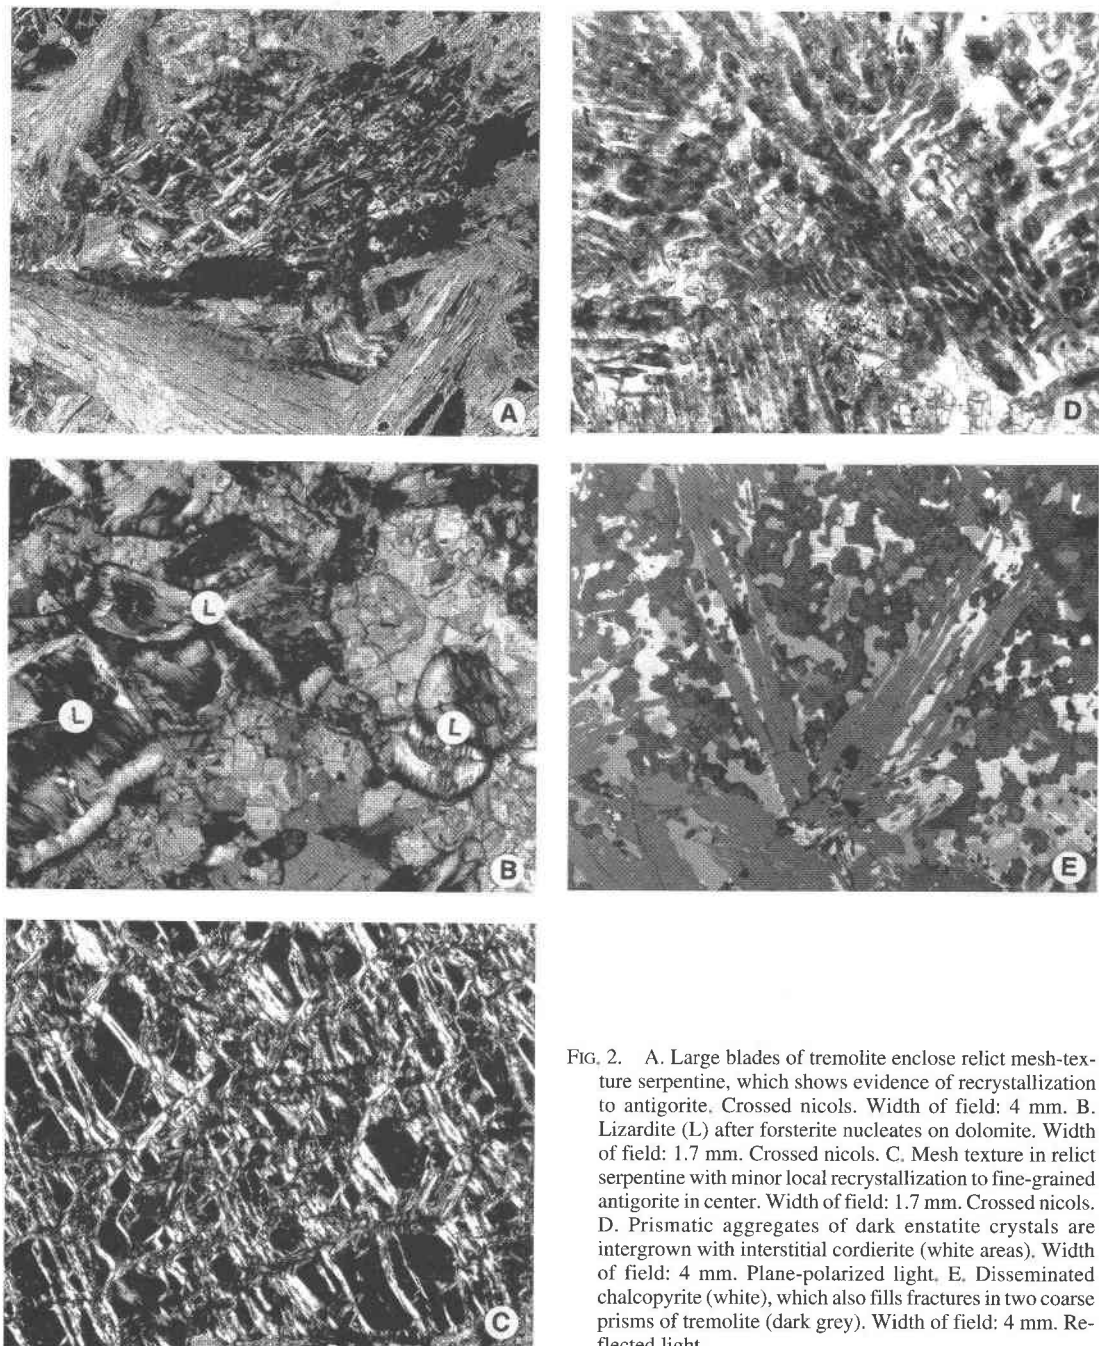 A
D
L
L
L
B
E
C
FIG. 2. A. Large blades of tremolite enclose relict mesh-tex-
ture serpentine, which shows evidence of recrystallization
to antigorite. Crossed nicols. Width of field: 4 mm. B.
Lizardite (L) after forsterite nucleates on dolomite. Width
of field: 1.7 mm. Crossed nicols. C. Mesh texture in relict
serpentine with minor local recrystallization to fine-grained
antigorite in center. Width of field: 1.7 mm. Crossed nicols.
D. Prismatic aggregates of dark enstatite crystals are
intergrown with interstitial cordierite (white areas). Width
of field: 4 mm. Plane-polarized light. E. Disseminated
chalcopyrite (white), which also fills fractures in two coarse
prisms of tremolite (dark grey). Width of field: 4 mm. Re-
flected light.